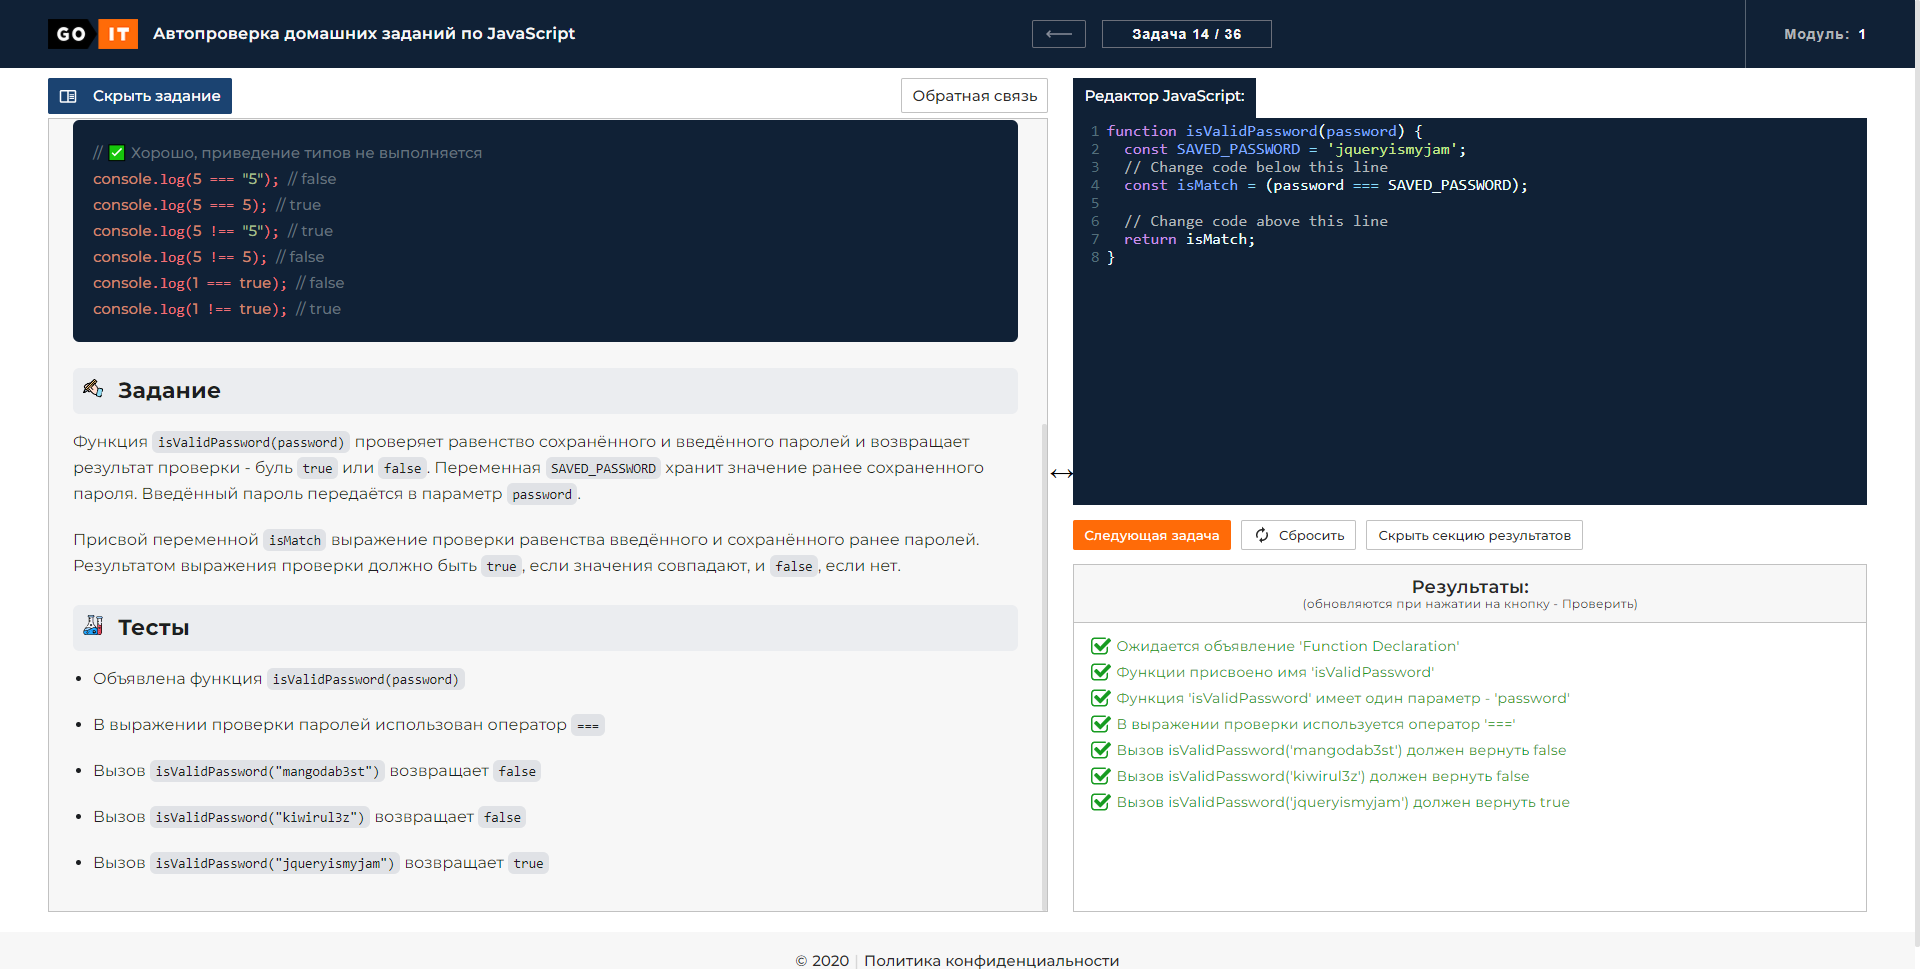 GO IT Автопроверка домашних заданий по JavaScript
Задача 14 / 36
Модуль: 1
Скрыть задание
Обратная связь
// ✅ Хорошо, приведение типов не выполняется
console.log(5 === "5"); // false
console.log(5 === 5); // true
console.log(5 !== "5"); // true
console.log(5 !== 5); // false
console.log(1 === true); // false
console.log(1 !== true); // true
Задание
Функция isValidPassword(password) проверяет равенство сохранённого и введённого паролей и возвращает
результат проверки - буль true или false. Переменная SAVED_PASSWORD хранит значение ранее сохраненного
пароля. Введённый пароль передаётся в параметр password.
Присвой переменной isMatch выражение проверки равенства введённого и сохранённого ранее паролей.
Результатом выражения проверки должно быть true, если значения совпадают, и false, если нет.
Тесты
• Объявлена функция isValidPassword(password)
• В выражении проверки паролей использован оператор ===
• Вызов isValidPassword("mangodab3st") возвращает false
• Вызов isValidPassword("kiwirul3z") возвращает false
• Вызов isValidPassword("jqueryismyjam") возвращает true
Редактор JavaScript:
1 function isValidPassword(password) {
2 const SAVED_PASSWORD = 'jqueryismyjam';
3 // Change code below this line
4 const isMatch = (password === SAVED_PASSWORD);
5
6 // Change code above this line
7 return isMatch;
8 }
Следующая задача
Сбросить
Скрыть секцию результатов
Результаты:
(обновляются при нажатии на кнопку - Проверить)
Ожидается объявление 'Function Declaration'
Функции присвоено имя 'isValidPassword'
Функция 'isValidPassword' имеет один параметр - 'password'
В выражении проверки используется оператор '==='
Вызов isValidPassword('mangodab3st') должен вернуть false
Вызов isValidPassword('kiwirul3z') должен вернуть false
Вызов isValidPassword('jqueryismyjam') должен вернуть true
© 2020 | Политика конфиденциальности